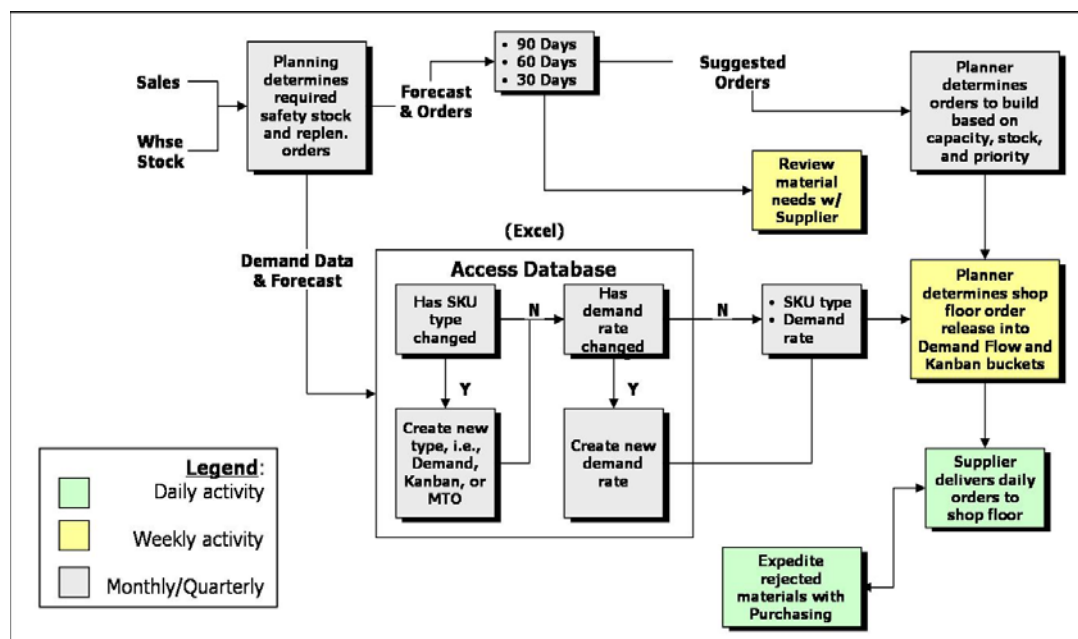 Sales
Whse
Stock
Planning
determines
required
safety stock
and replen.
orders
Forecast
& Orders
• 90 Days
• 60 Days
• 30 Days
Suggested
Orders
Planner
determines
orders to build
based on
capacity, stock,
and priority
Review
material
needs w/
Supplier
Demand Data
& Forecast
(Excel)
Access Database
Has SKU
type
changed
N
Has
demand
rate
changed
N
• SKU type
• Demand
rate
Planner
determines shop
floor order
release into
Demand Flow and
Kanban buckets
Y
Y
Create new
type, i.e.,
Demand,
Kanban, or
MTO
Create new
demand
rate
Supplier
delivers daily
orders to
shop floor
Expedite
rejected
materials with
Purchasing
Legend:
Daily activity
Weekly activity
Monthly/Quarterly